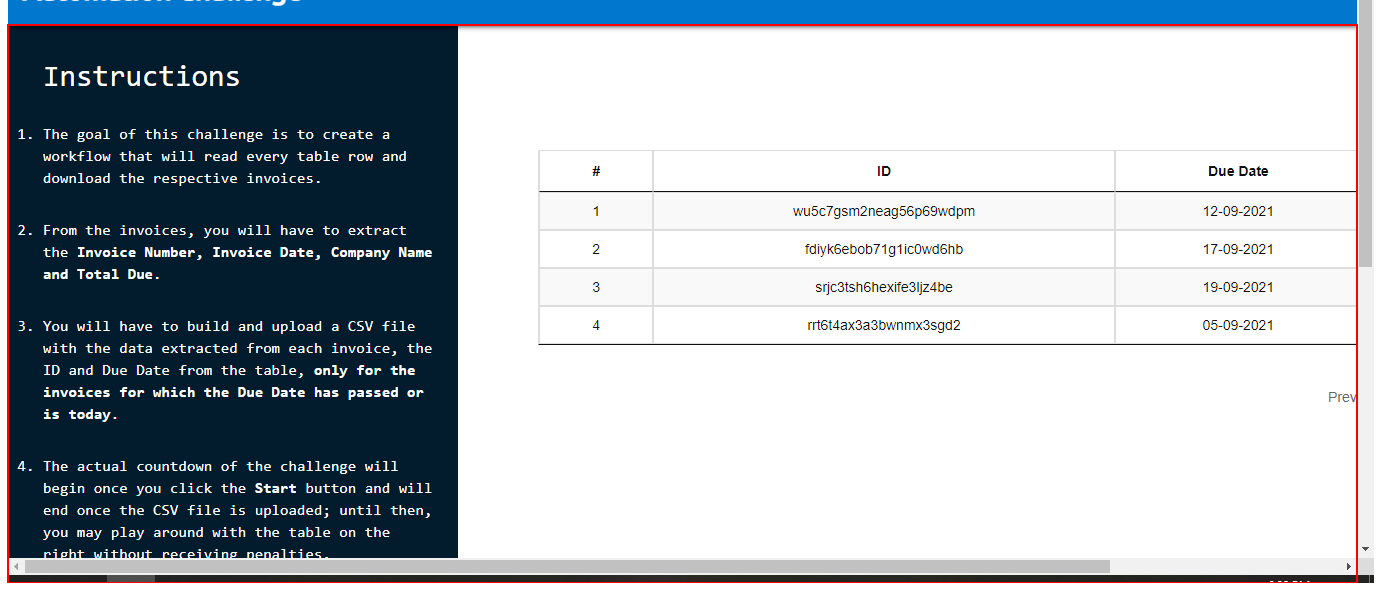 Automation Challenge
Instructions
1. The goal of this challenge is to create a
workflow that will read every table row and
download the respective invoices.
2. From the invoices, you will have to extract
the Invoice Number, Invoice Date, Company Name
and Total Due.
3. You will have to build and upload a CSV file
with the data extracted from each invoice, the
ID and Due Date from the table, only for the
invoices for which the Due Date has passed or
is today.
4. The actual countdown of the challenge will
begin once you click the Start button and will
end once the CSV file is uploaded; until then,
you may play around with the table on the
right without receiving penalties.
# ID Due Date
1 wu5c7gsm2neag56p69wdpm 12-09-2021
2 fdiyk6ebob71g1ic0wd6hb 17-09-2021
3 srjc3tsh6hexife3ljz4be 19-09-2021
4 rrt6t4ax3a3bwnmx3sgd2 05-09-2021
Prev